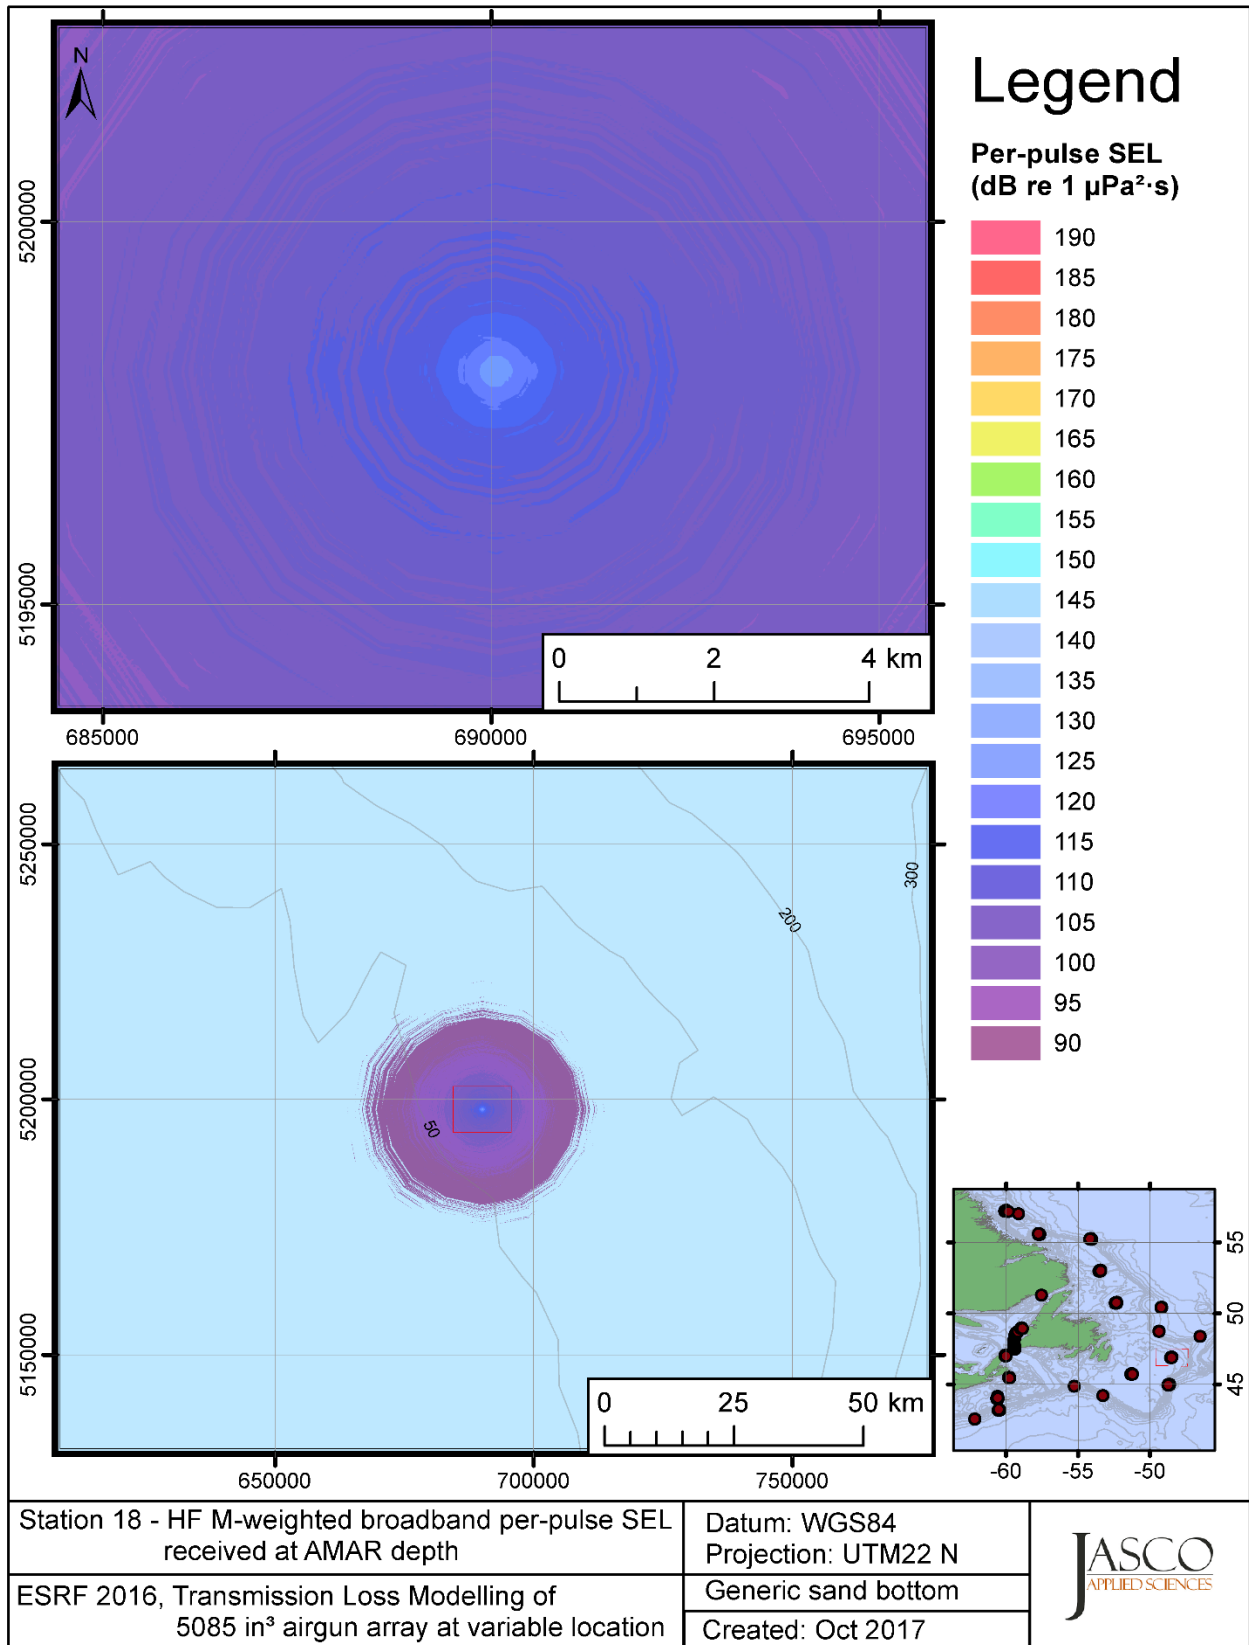 N
5200000
5195000
0 2 4 km
685000 690000 695000
Legend
Per-pulse SEL
(dB re 1 µPa²·s)
190
185
180
175
170
165
160
155
150
145
140
135
130
125
120
115
110
105
100
95
90
5250000
5200000
5150000
300
200
50
0 25 50 km
650000 700000 750000
55
50
45
-60 -55 -50
Station 18 - HF M-weighted broadband per-pulse SEL
received at AMAR depth
ESRF 2016, Transmission Loss Modelling of
5085 in³ airgun array at variable location
Datum: WGS84
Projection: UTM22 N
Generic sand bottom
Created: Oct 2017
JASCO
APPLIED SCIENCES